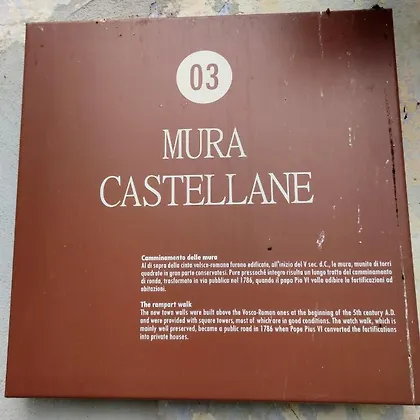 03
MURA
CASTELLANE
Camminamento delle mura
Al di sopra della cinta volsco-romana furono edificate, all'inizio del V sec. d.C., le mura, munite di torri
quadrate in gran parte conservatesi. Pure pressoché integro risulta un lungo tratto del camminamento
di ronda, trasformato in via pubblica nel 1786, quando il papa Pio VI volle adibire le fortificazioni ad
abitazioni.
The rampart walk
The new town walls were built above the Vosco-Roman ones at the beginning of the 5th century A.D.
and were provided with square towers, most of which are in good conditions. The watch walk, which is
mainly well preserved, became a public road in 1786 when Pope Pius VI converted the fortifications
into private houses.